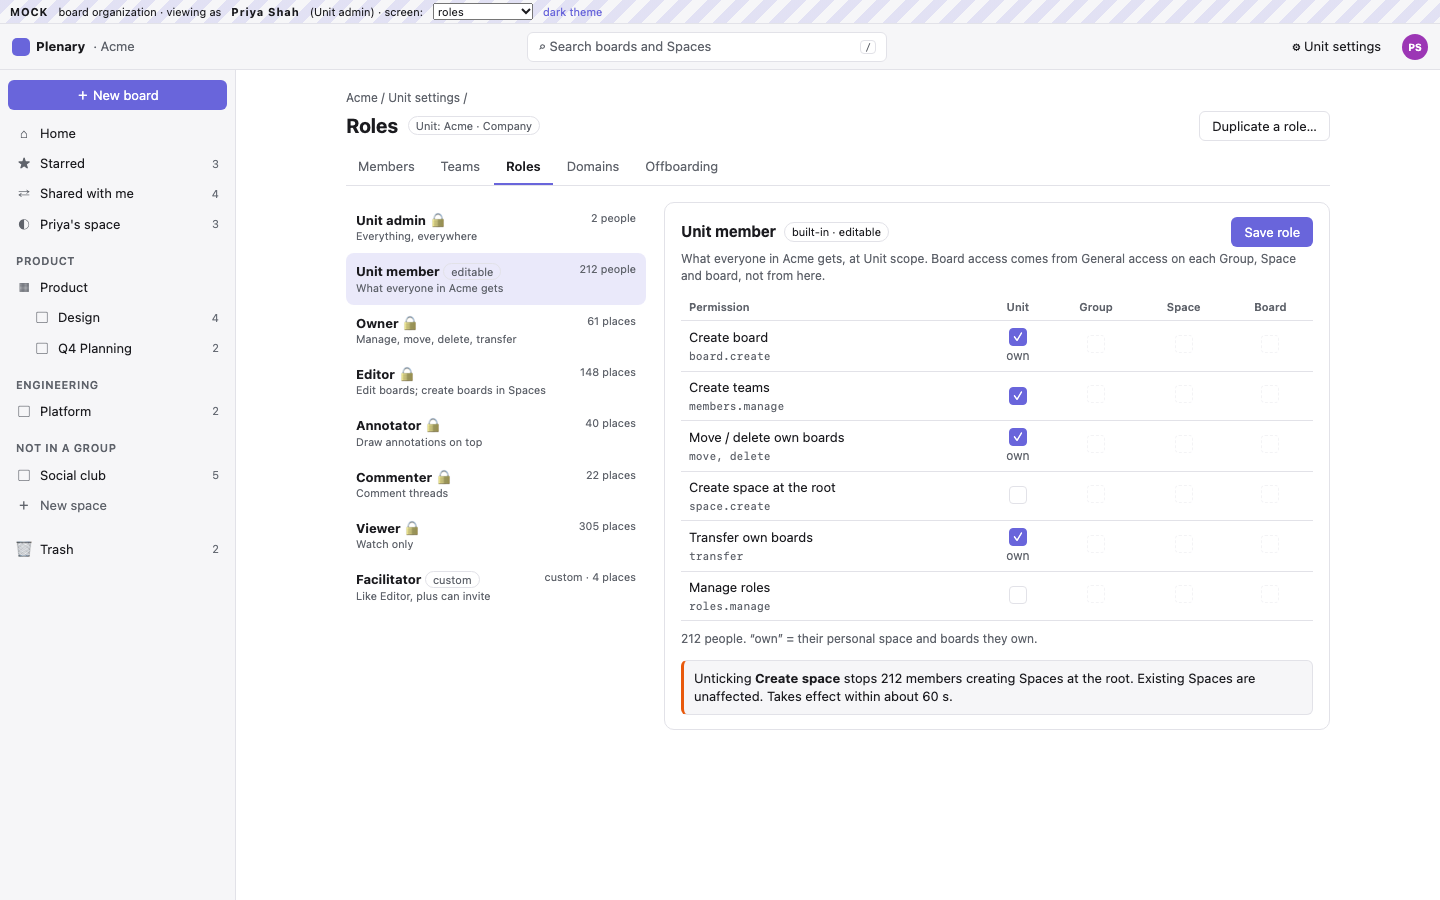 MOCK board organization · viewing as Priya Shah (Unit admin) · screen: roles dark theme
Plenary · Acme
Search boards and Spaces /
Unit settings
PS
+ New board
Home
Starred 3
Shared with me 4
Priya's space 3
PRODUCT
Product
Design 4
Q4 Planning 2
ENGINEERING
Platform 2
NOT IN A GROUP
Social club 5
+ New space
Trash 2
Acme / Unit settings /
Roles Unit: Acme · Company
Duplicate a role…
Members Teams Roles Domains Offboarding
Unit admin 2 people
Everything, everywhere
Unit member editable 212 people
What everyone in Acme gets
Owner 61 places
Manage, move, delete, transfer
Editor 148 places
Edit boards; create boards in Spaces
Annotator 40 places
Draw annotations on top
Commenter 22 places
Comment threads
Viewer 305 places
Watch only
Facilitator custom custom · 4 places
Like Editor, plus can invite
Unit member built-in · editable
Save role
What everyone in Acme gets, at Unit scope. Board access comes from General access on each Group, Space
and board, not from here.
Permission Unit Group Space Board
Create board
board.create
own
Create teams
members.manage
Move / delete own boards
move, delete
own
Create space at the root
space.create
Transfer own boards
transfer
own
Manage roles
roles.manage
212 people. “own” = their personal space and boards they own.
Unticking Create space stops 212 members creating Spaces at the root. Existing Spaces are
unaffected. Takes effect within about 60 s.